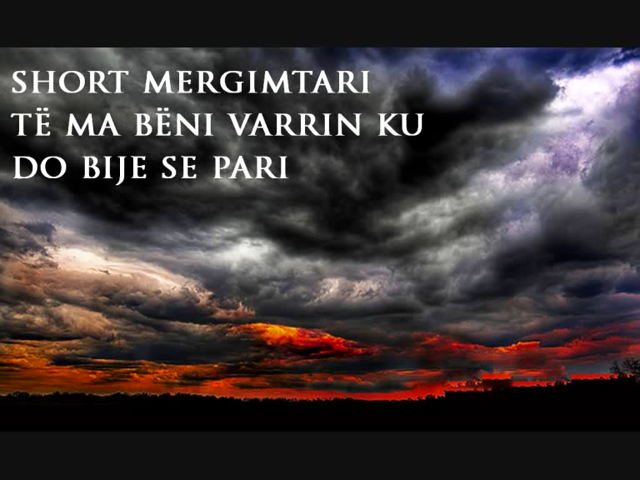 SHORT MERGIMTARI
TË MA BËNI VARRIN KU
DO BIJE SE PARI